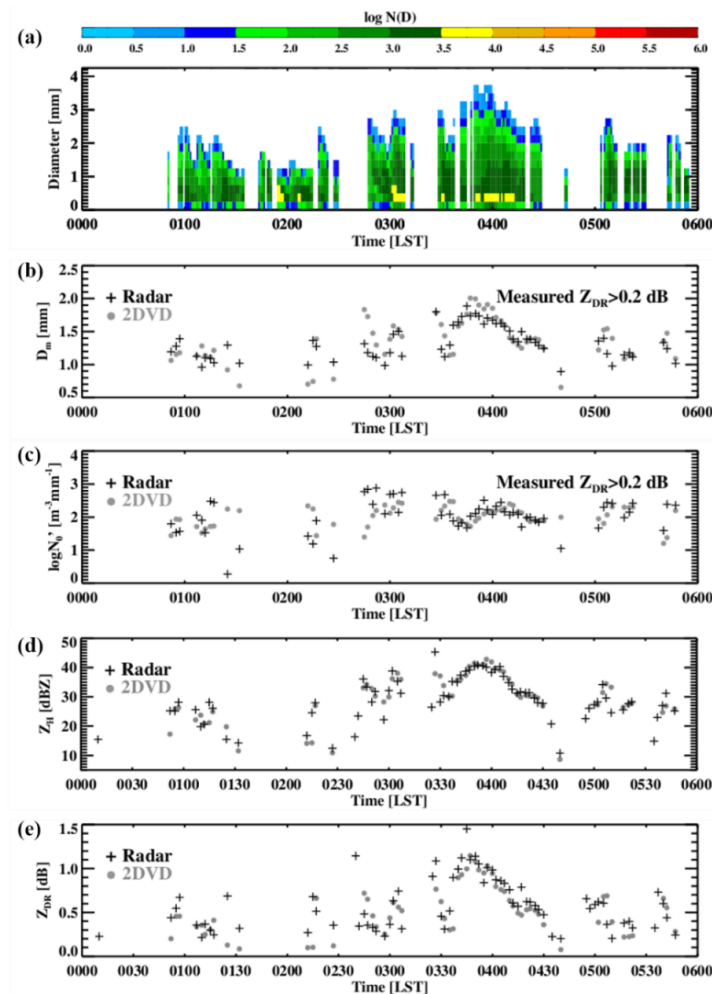 log N(D)
(a)
0.0 0.5 1.0 1.5 2.0 2.5 3.0 3.5 4.0 4.5 5.0 5.5 6.0
Diameter [mm]
4
3
2
1
0
0000 0100 0200 0300 0400 0500 0600
Time [LST]
(b)
D_m [mm]
2.5
2.0
1.5
1.0
0.5
+ Radar
● 2DVD
Measured Z_DR>0.2 dB
0000 0100 0200 0300 0400 0500 0600
Time [LST]
(c)
logN_0' [m^-3mm^-1]
4
3
2
1
0
+ Radar
● 2DVD
Measured Z_DR>0.2 dB
0000 0100 0200 0300 0400 0500 0600
Time [LST]
(d)
Z_H [dBZ]
50
40
30
20
10
+ Radar
● 2DVD
0000 0030 0100 0130 0200 0230 0300 0330 0400 0430 0500 0530 0600
Time [LST]
(e)
Z_DR [dB]
1.5
1.0
0.5
0.0
+ Radar
● 2DVD
0000 0030 0100 0130 0200 0230 0300 0330 0400 0430 0500 0530 0600
Time [LST]